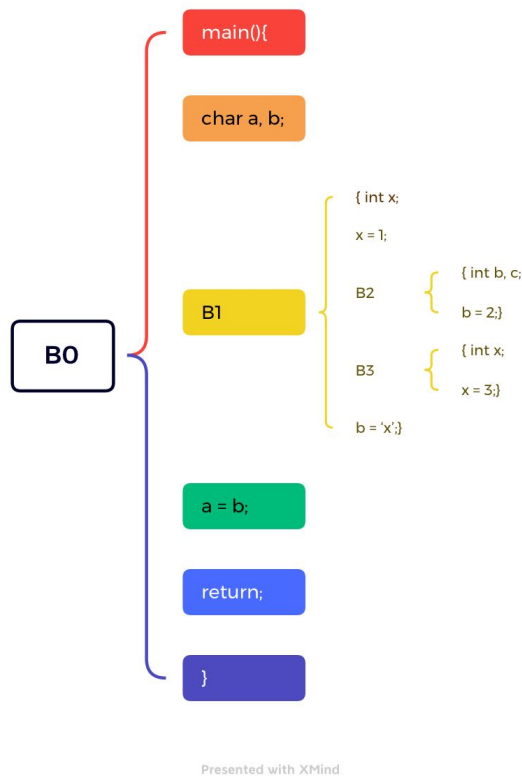 main(){
char a, b;
B0
B1
{ int x;
x = 1;
B2
{ int b, c;
b = 2;}
B3
{ int x;
x = 3;}
b = ‘x’;}
a = b;
return;
}
Presented with XMind